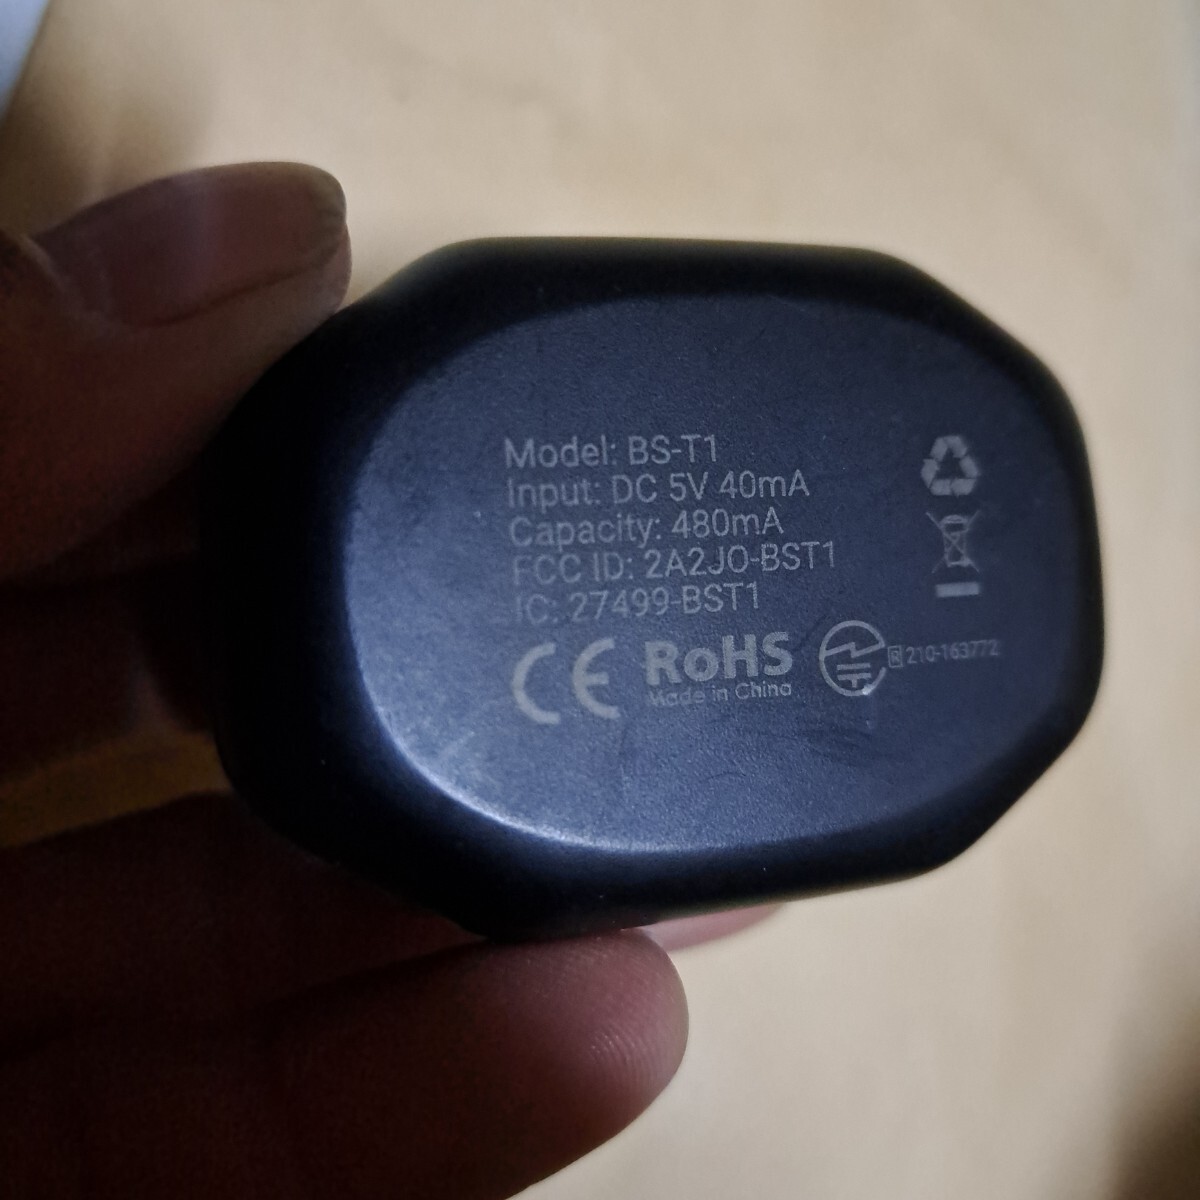 Model: BS-T1
Input: DC 5V 40mA
Capacity: 480mA
FCC ID: 2A2JO-BST1
IC: 27499-BST1
CE RoHS
Made in China
R 210-163772